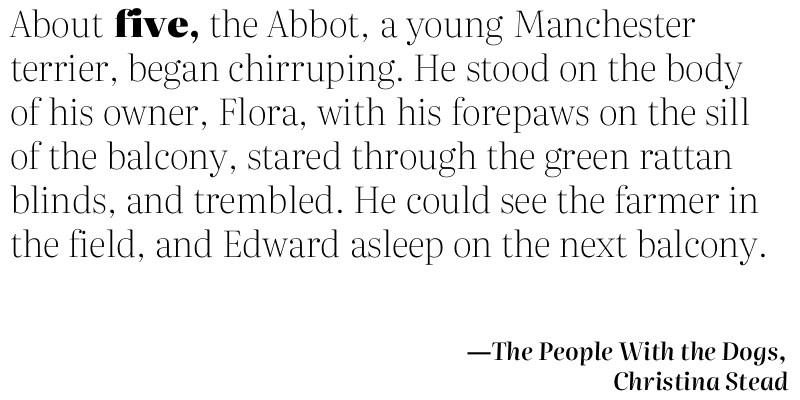 About five, the Abbot, a young Manchester
terrier, began chirruping. He stood on the body
of his owner, Flora, with his forepaws on the sill
of the balcony, stared through the green rattan
blinds, and trembled. He could see the farmer in
the field, and Edward asleep on the next balcony.
—The People With the Dogs,
Christina Stead